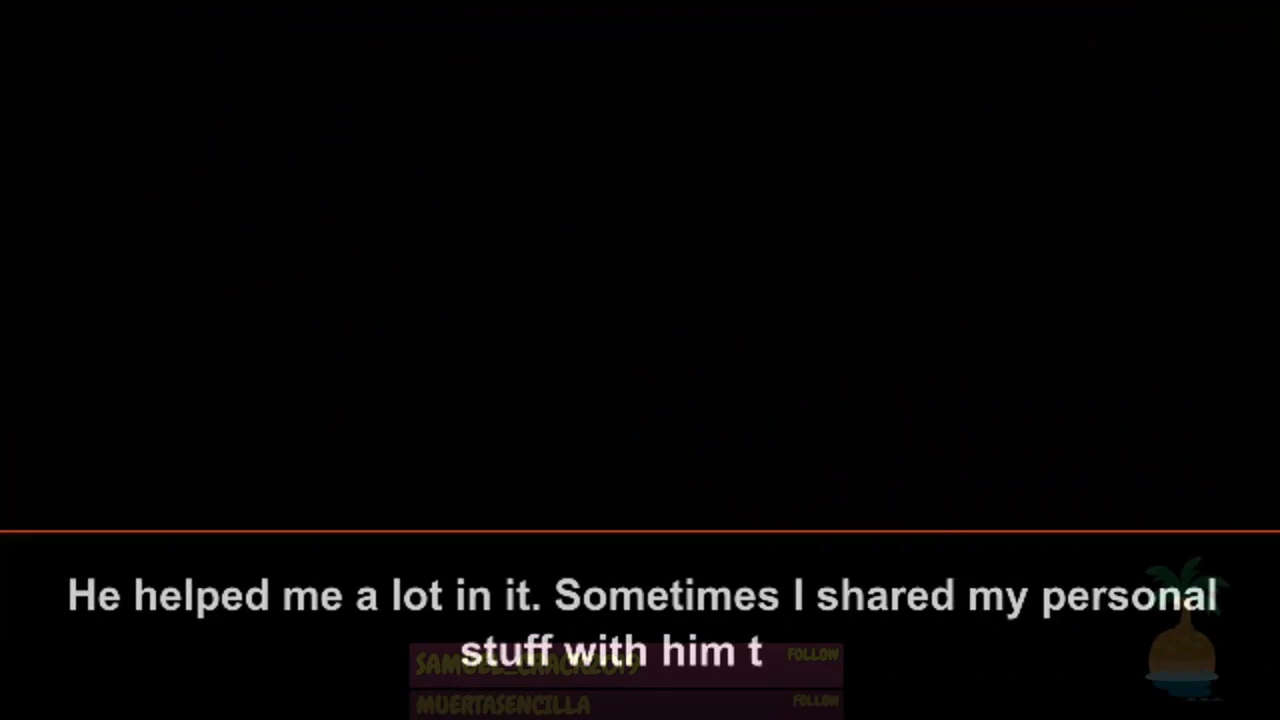 He helped me a lot in it. Sometimes I shared my personal
stuff with him t
FOLLOW
MUERTASENCILLA FOLLOW